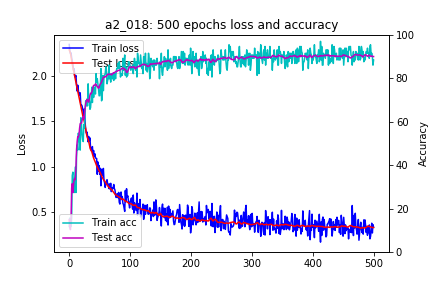 a2_018: 500 epochs loss and accuracy
Train loss
Test loss
Train acc
Test acc
Loss
2.0
1.5
1.0
0.5
Accuracy
100
80
60
40
20
0
0
100
200
300
400
500